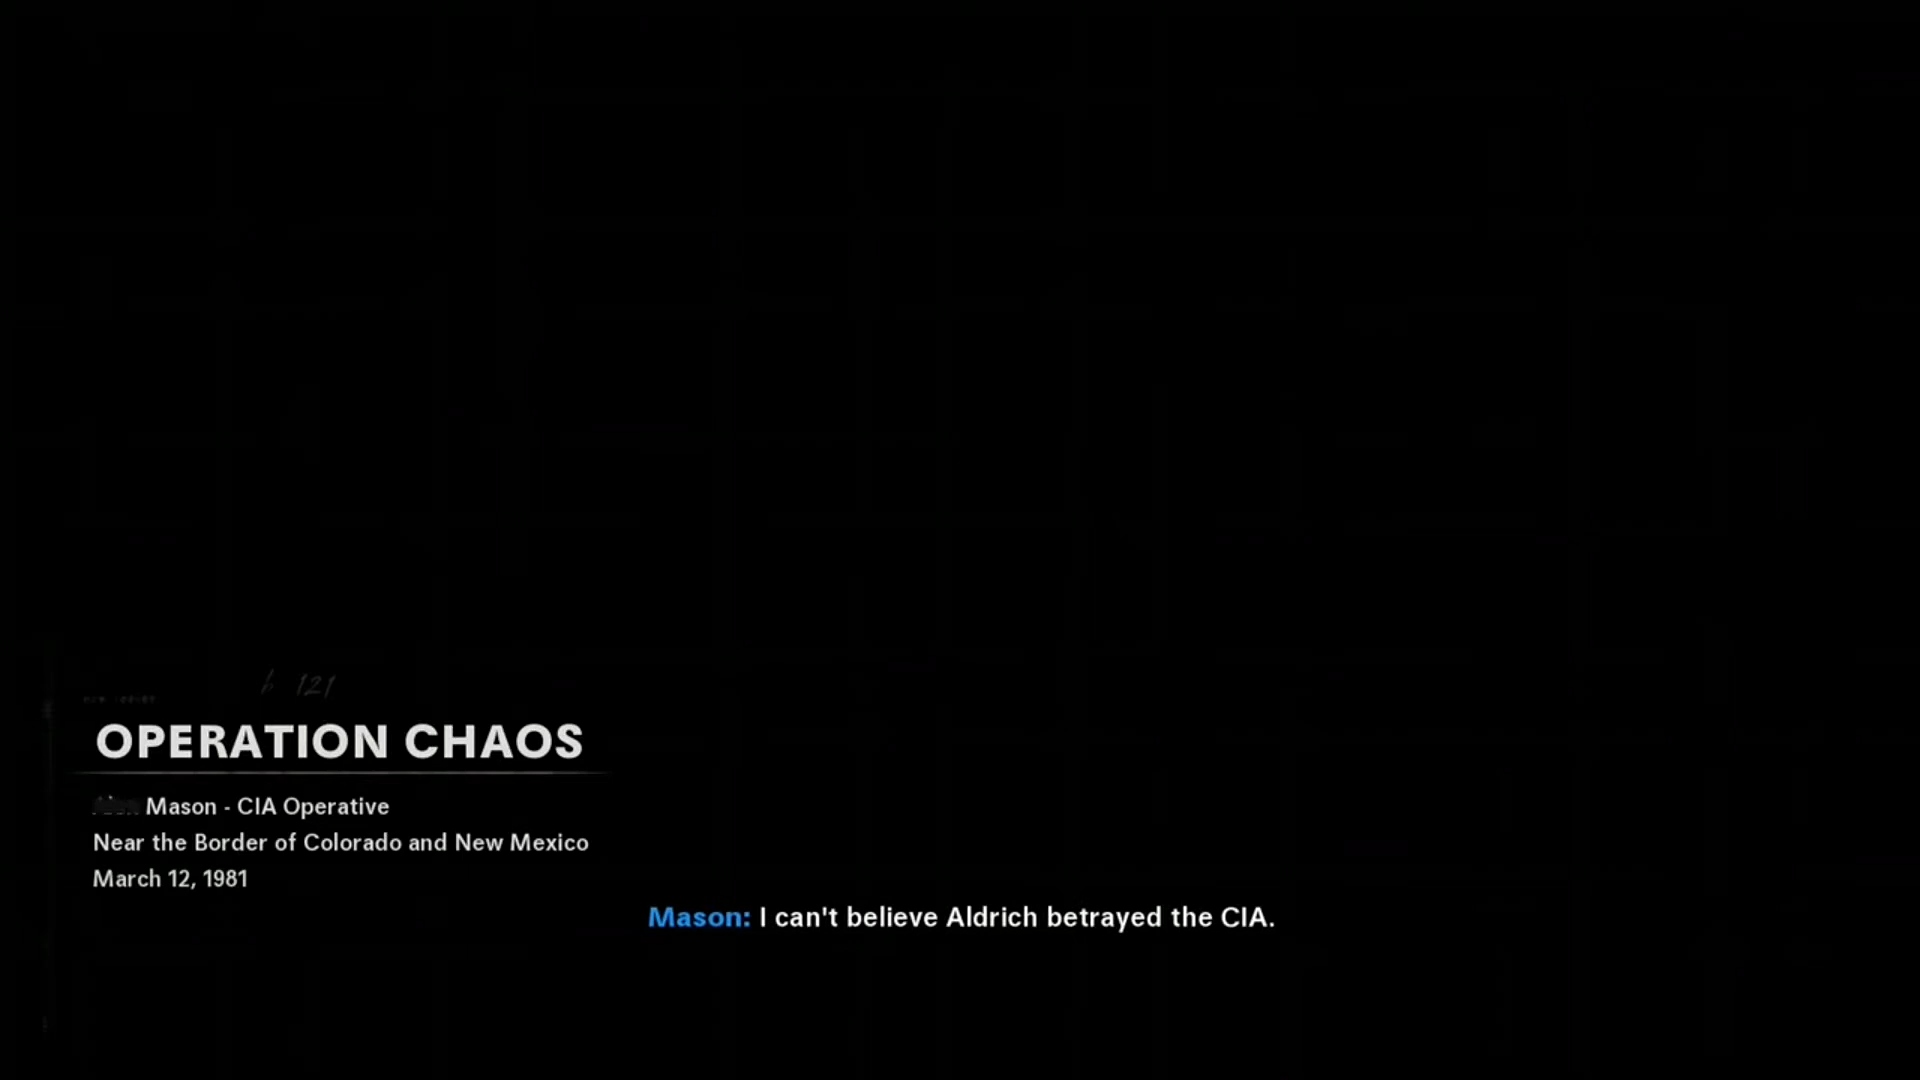 121
OPERATION CHAOS
Mason - CIA Operative
Near the Border of Colorado and New Mexico
March 12, 1981
Mason: I can't believe Aldrich betrayed the CIA.